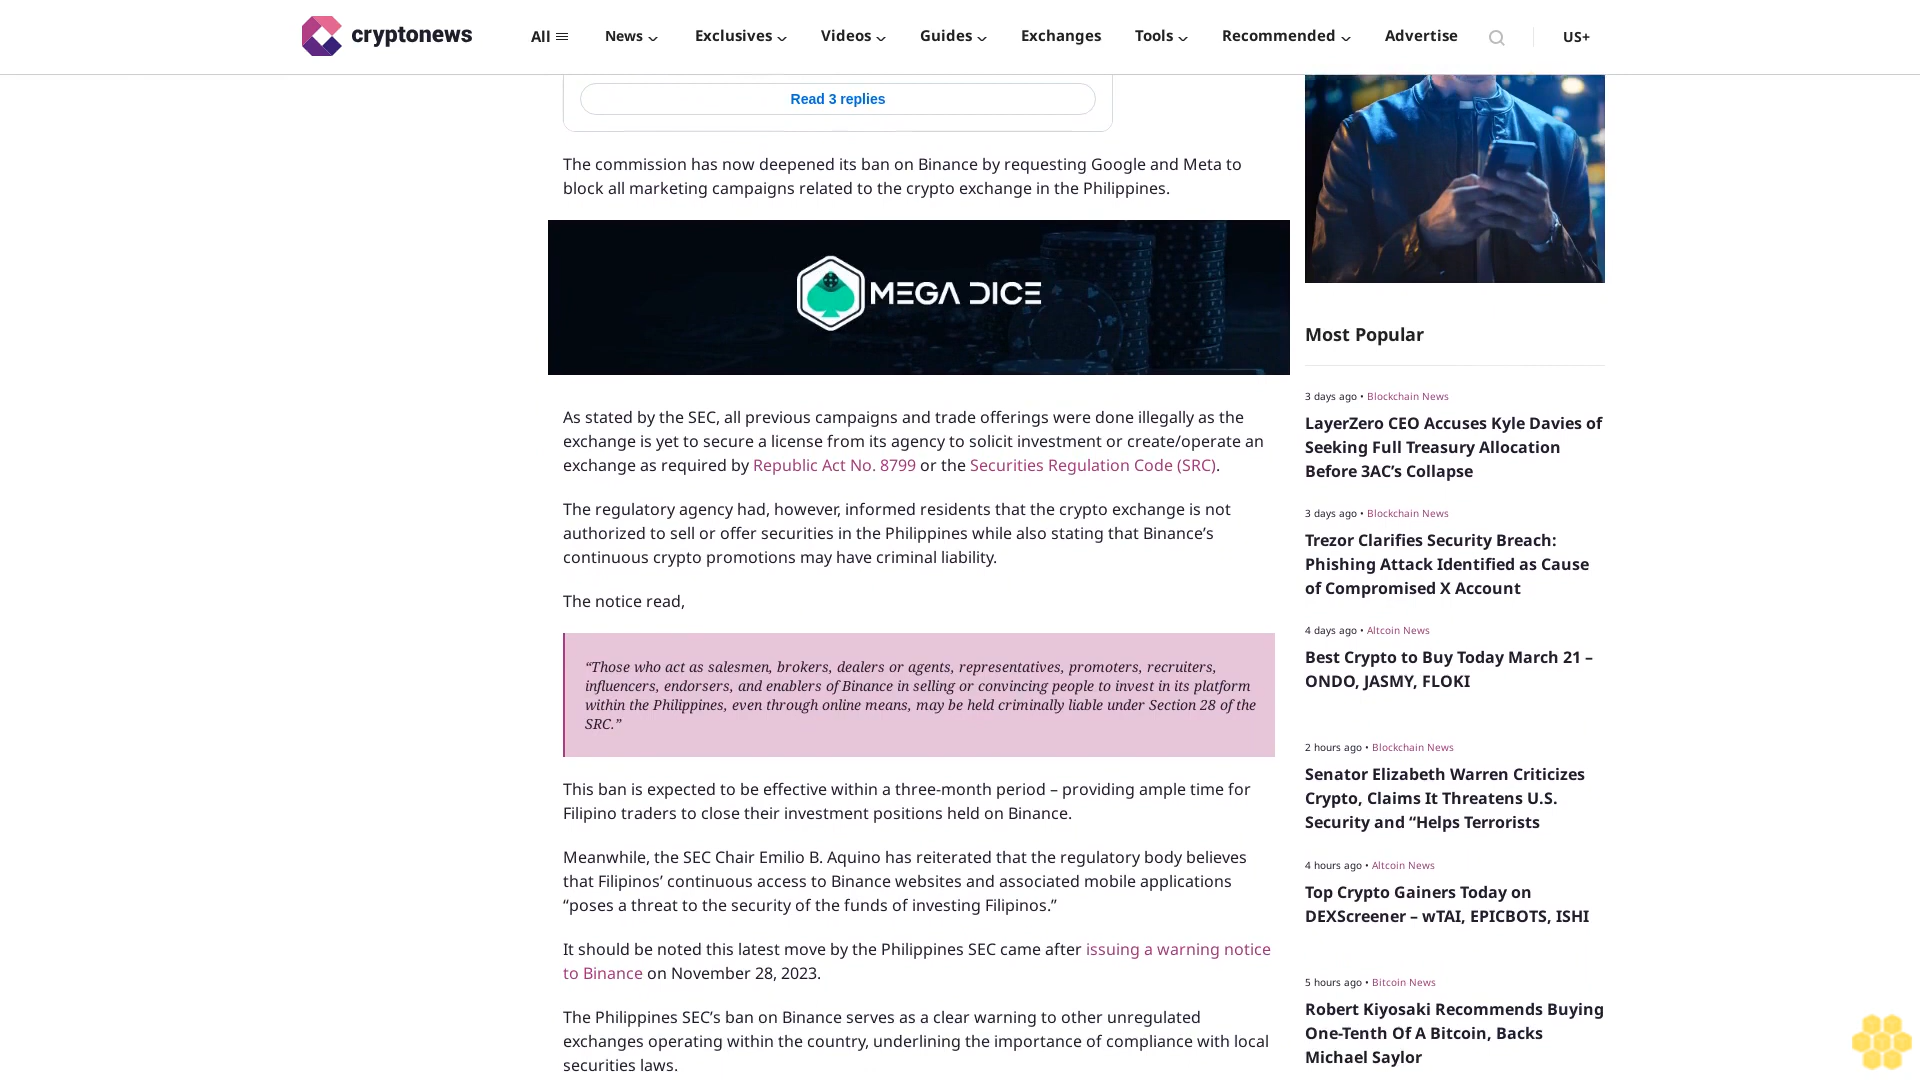 cryptonews
All
News
Exclusives
Videos
Guides
Exchanges
Tools
Recommended
Advertise
US+
Read 3 replies
The commission has now deepened its ban on Binance by requesting Google and Meta to
block all marketing campaigns related to the crypto exchange in the Philippines.
MEGA DICE
As stated by the SEC, all previous campaigns and trade offerings were done illegally as the
exchange is yet to secure a license from its agency to solicit investment or create/operate an
exchange as required by Republic Act No. 8799 or the Securities Regulation Code (SRC).
The regulatory agency had, however, informed residents that the crypto exchange is not
authorized to sell or offer securities in the Philippines while also stating that Binance’s
continuous crypto promotions may have criminal liability.
The notice read,
“Those who act as salesmen, brokers, dealers or agents, representatives, promoters, recruiters,
influencers, endorsers, and enablers of Binance in selling or convincing people to invest in its platform
within the Philippines, even through online means, may be held criminally liable under Section 28 of the
SRC.”
This ban is expected to be effective within a three-month period – providing ample time for
Filipino traders to close their investment positions held on Binance.
Meanwhile, the SEC Chair Emilio B. Aquino has reiterated that the regulatory body believes
that Filipinos’ continuous access to Binance websites and associated mobile applications
“poses a threat to the security of the funds of investing Filipinos.”
It should be noted this latest move by the Philippines SEC came after issuing a warning notice
to Binance on November 28, 2023.
The Philippines SEC’s ban on Binance serves as a clear warning to other unregulated
exchanges operating within the country, underlining the importance of compliance with local
securities laws.
Most Popular
3 days ago • Blockchain News
LayerZero CEO Accuses Kyle Davies of
Seeking Full Treasury Allocation
Before 3AC’s Collapse
3 days ago • Blockchain News
Trezor Clarifies Security Breach:
Phishing Attack Identified as Cause
of Compromised X Account
4 days ago • Altcoin News
Best Crypto to Buy Today March 21 –
ONDO, JASMY, FLOKI
2 hours ago • Blockchain News
Senator Elizabeth Warren Criticizes
Crypto, Claims It Threatens U.S.
Security and “Helps Terrorists
4 hours ago • Altcoin News
Top Crypto Gainers Today on
DEXScreener – wTAI, EPICBOTS, ISHI
5 hours ago • Bitcoin News
Robert Kiyosaki Recommends Buying
One-Tenth Of A Bitcoin, Backs
Michael Saylor